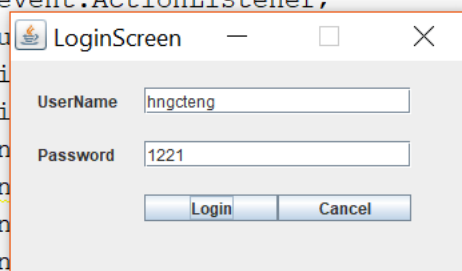 event.ActionListener;
LoginScreen
UserName hngcteng
Password 1221
Login Cancel